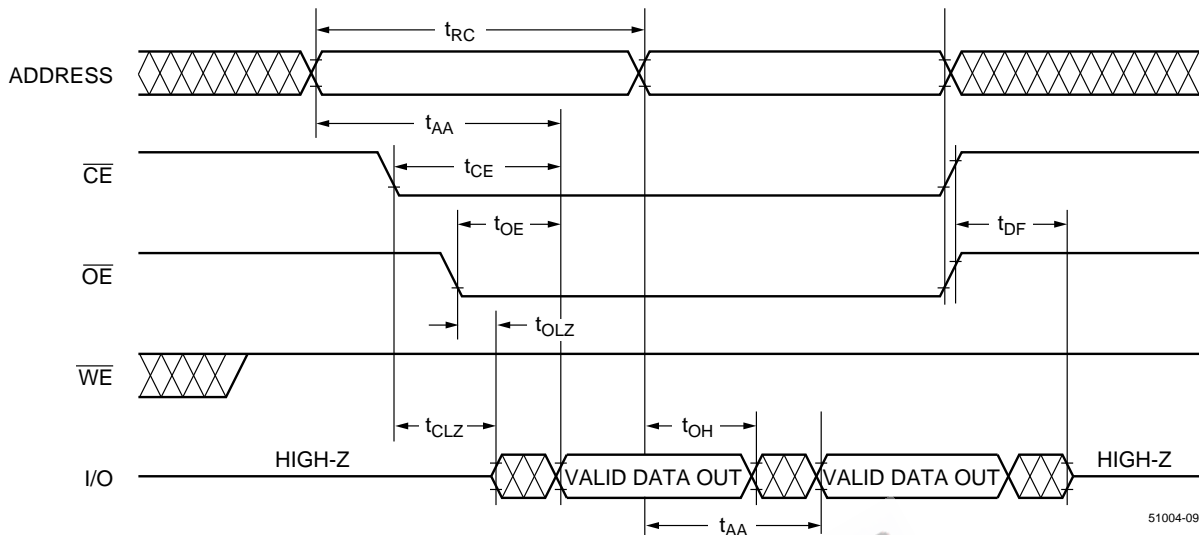 tRC
ADDRESS
tAA
CE
tCE
tOE
tDF
OE
tOLZ
WE
tCLZ
tOH
I/O
HIGH-Z
VALID DATA OUT
VALID DATA OUT
HIGH-Z
tAA
51004-09